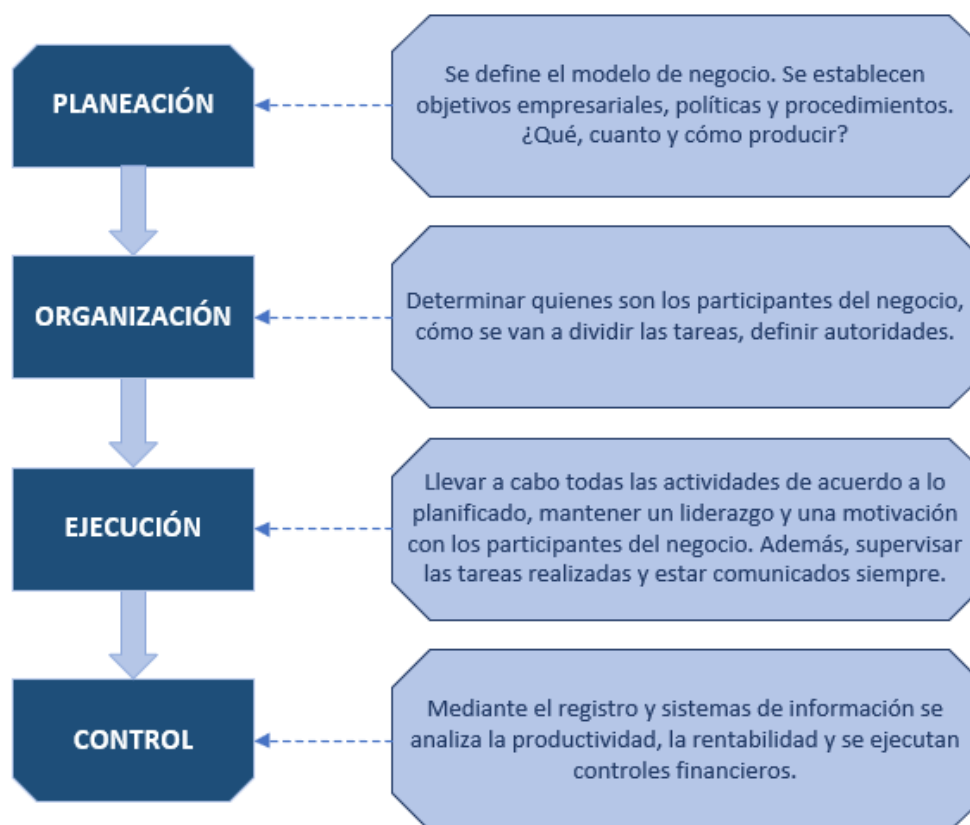 PLANEACIÓN
Se define el modelo de negocio. Se establecen
objetivos empresariales, políticas y procedimientos.
¿Qué, cuanto y cómo producir?
ORGANIZACIÓN
Determinar quienes son los participantes del negocio,
cómo se van a dividir las tareas, definir autoridades.
EJECUCIÓN
Llevar a cabo todas las actividades de acuerdo a lo
planificado, mantener un liderazgo y una motivación
con los participantes del negocio. Además, supervisar
las tareas realizadas y estar comunicados siempre.
CONTROL
Mediante el registro y sistemas de información se
analiza la productividad, la rentabilidad y se ejecutan
controles financieros.